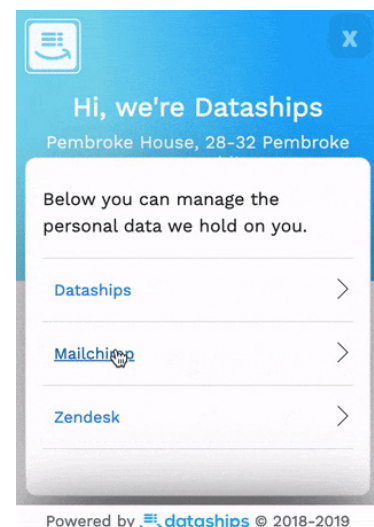 X
Hi, we're Dataships
Pembroke House, 28-32 Pembroke
Below you can manage the
personal data we hold on you.
Dataships
Mailchimp
Zendesk
Powered by dataships © 2018-2019